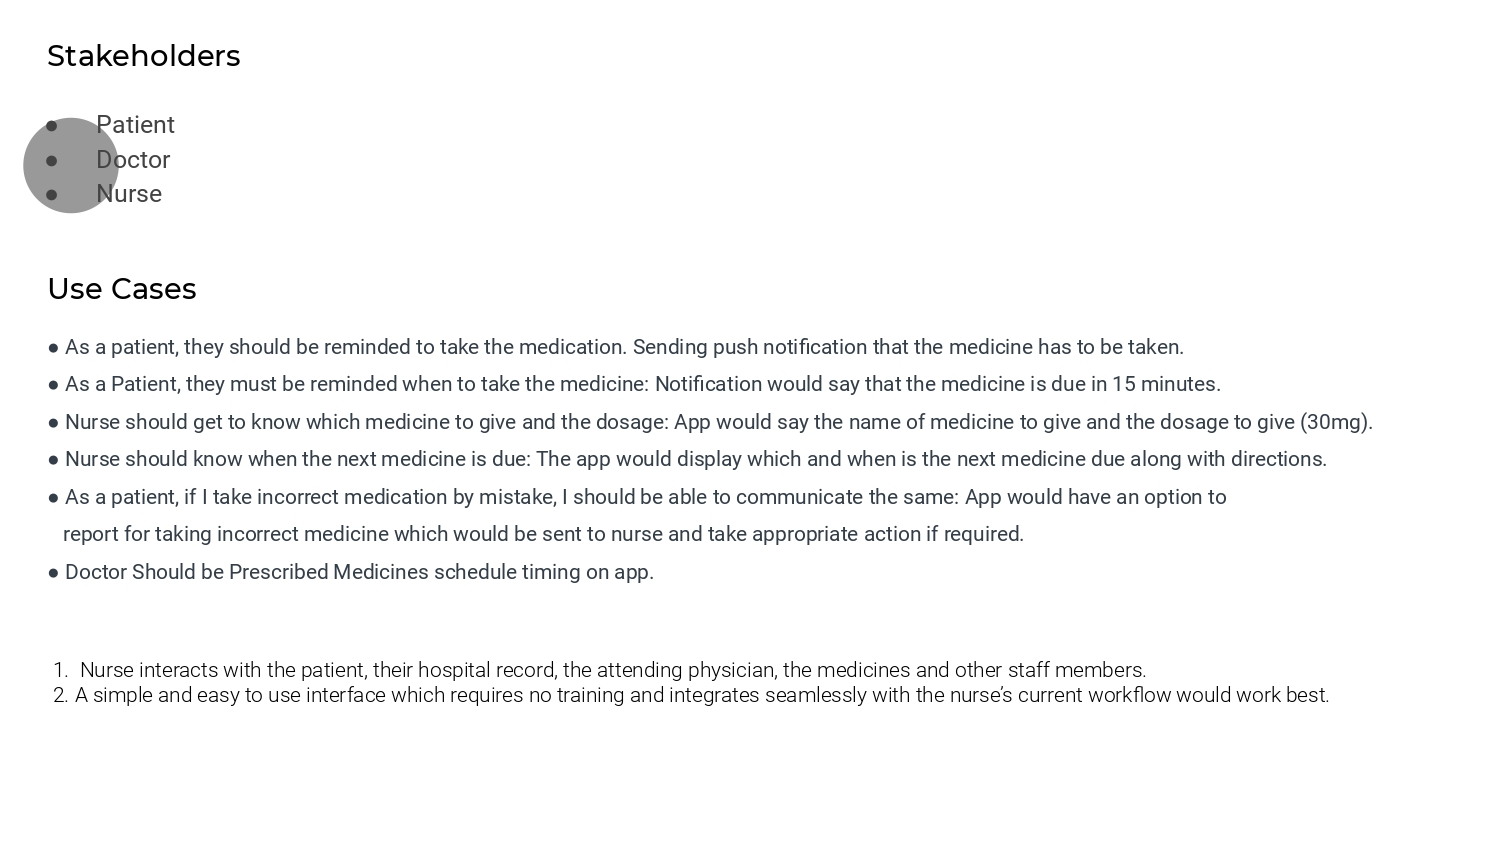 Stakeholders
● Patient
● Doctor
● Nurse
Use Cases
● As a patient, they should be reminded to take the medication. Sending push notification that the medicine has to be taken.
● As a Patient, they must be reminded when to take the medicine: Notification would say that the medicine is due in 15 minutes.
● Nurse should get to know which medicine to give and the dosage: App would say the name of medicine to give and the dosage to give (30mg).
● Nurse should know when the next medicine is due: The app would display which and when is the next medicine due along with directions.
● As a patient, if I take incorrect medication by mistake, I should be able to communicate the same: App would have an option to
report for taking incorrect medicine which would be sent to nurse and take appropriate action if required.
● Doctor Should be Prescribed Medicines schedule timing on app.
1. Nurse interacts with the patient, their hospital record, the attending physician, the medicines and other staff members.
2. A simple and easy to use interface which requires no training and integrates seamlessly with the nurse’s current workflow would work best.